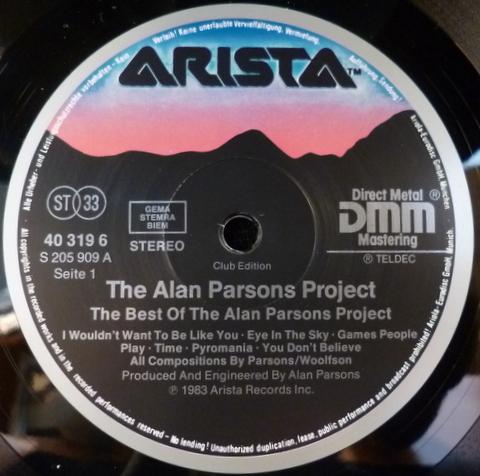 ARISTA™
Alle Urheber- und Leistungsschutzrechte vorbehalten - Kein Verleih! Keine unerlaubte Vervielfältigung, Vermietung, Aufführung, Sendung!
Ariola-Eurodisc GmbH, München.
ST 33
GEMA
STEMRA
BIEM
STEREO
40 319 6
S 205 909 A
Seite 1
Direct Metal
DMM®
Mastering
® TELDEC
Club Edition
The Alan Parsons Project
The Best Of The Alan Parsons Project
I Wouldn't Want To Be Like You · Eye In The Sky · Games People
Play · Time · Pyromania · You Don't Believe
All Compositions By Parsons/Woolfson
Produced And Engineered By Alan Parsons
℗ 1983 Arista Records Inc.
All copyrights in the recorded works and in the recorded performances reserved – No lending! Unauthorized duplication, lease, public performance and broadcast prohibited! Ariola- Eurodisc GmbH, Munich.